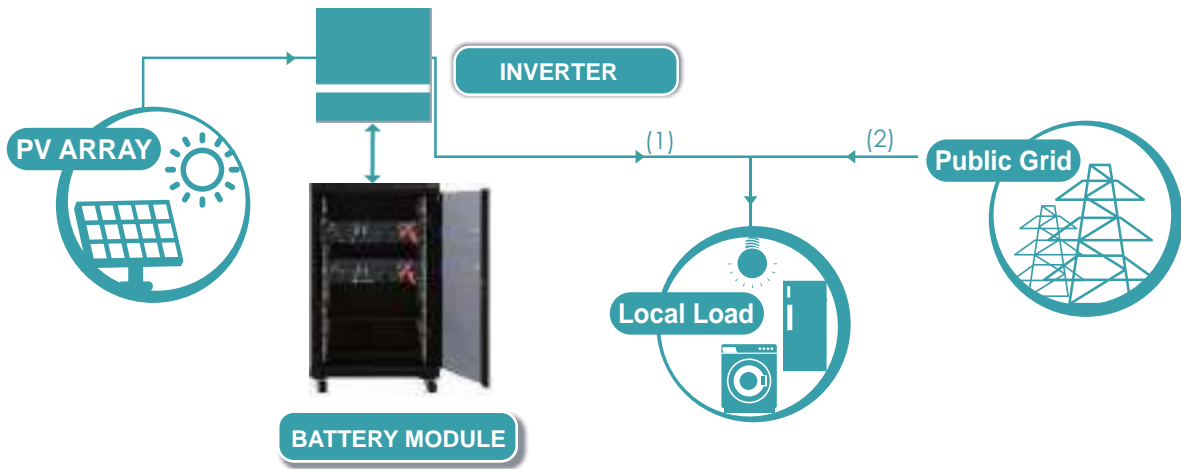 INVERTER
PV ARRAY
(1)
(2)
Public Grid
Local Load
BATTERY MODULE